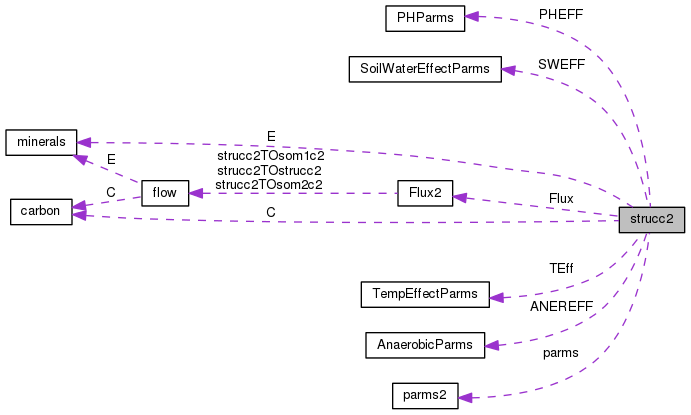 PHParms
PHEFF
SoilWaterEffectParms
SWEFF
minerals
E
strucc2TOsom1c2
strucc2TOstrucc2
strucc2TOsom2c2
E
flow
Flux2
Flux
C
carbon
C
strucc2
TempEffectParms
TEff
ANEREFF
AnaerobicParms
parms
parms2